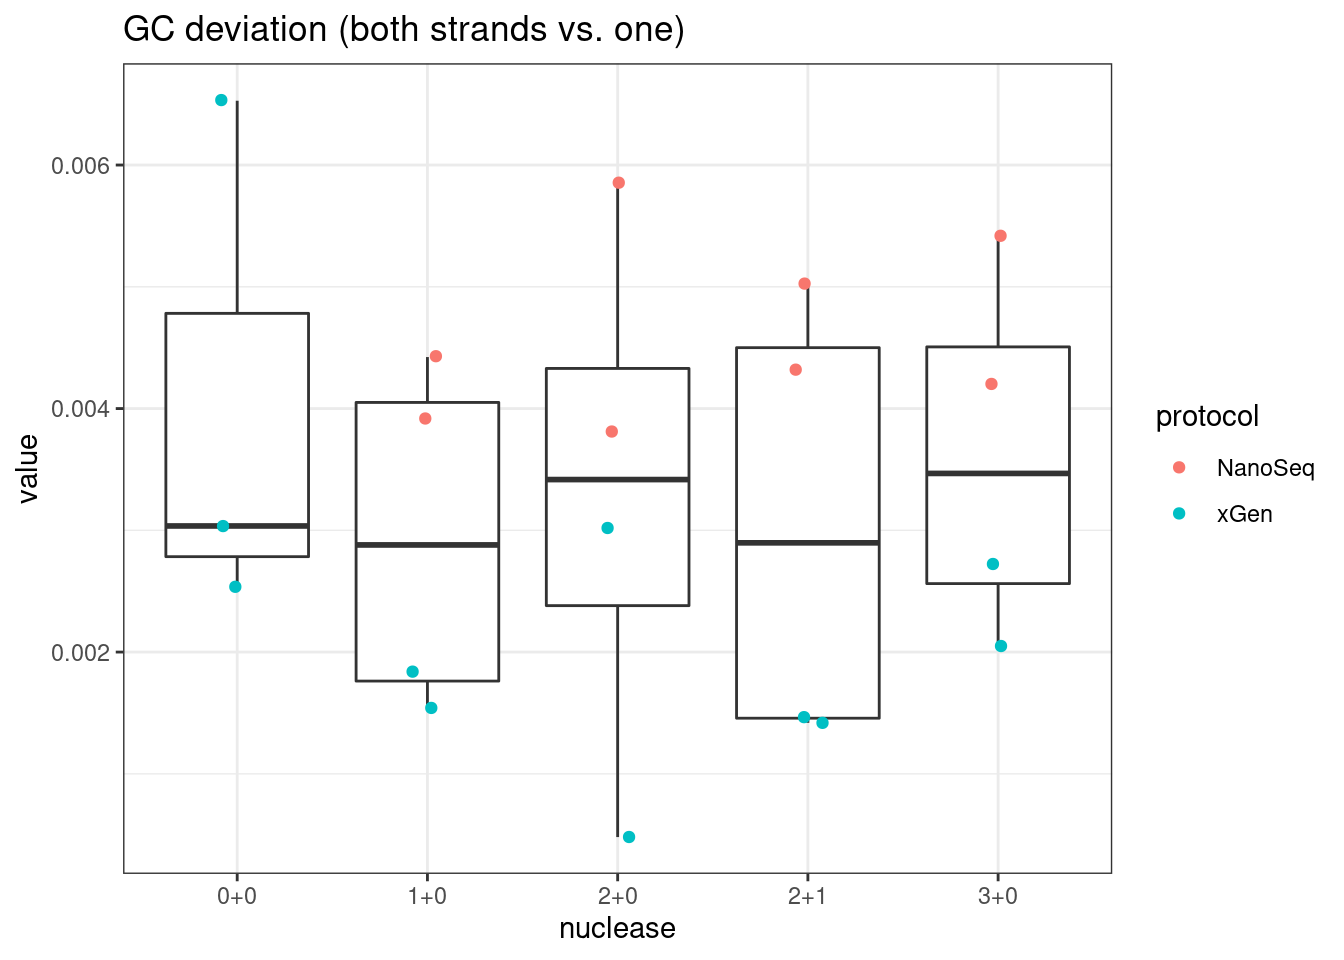 GC deviation (both strands vs. one)
0.006
0.004
0.002
value
0+0
1+0
2+0
2+1
3+0
nuclease
protocol
NanoSeq
xGen